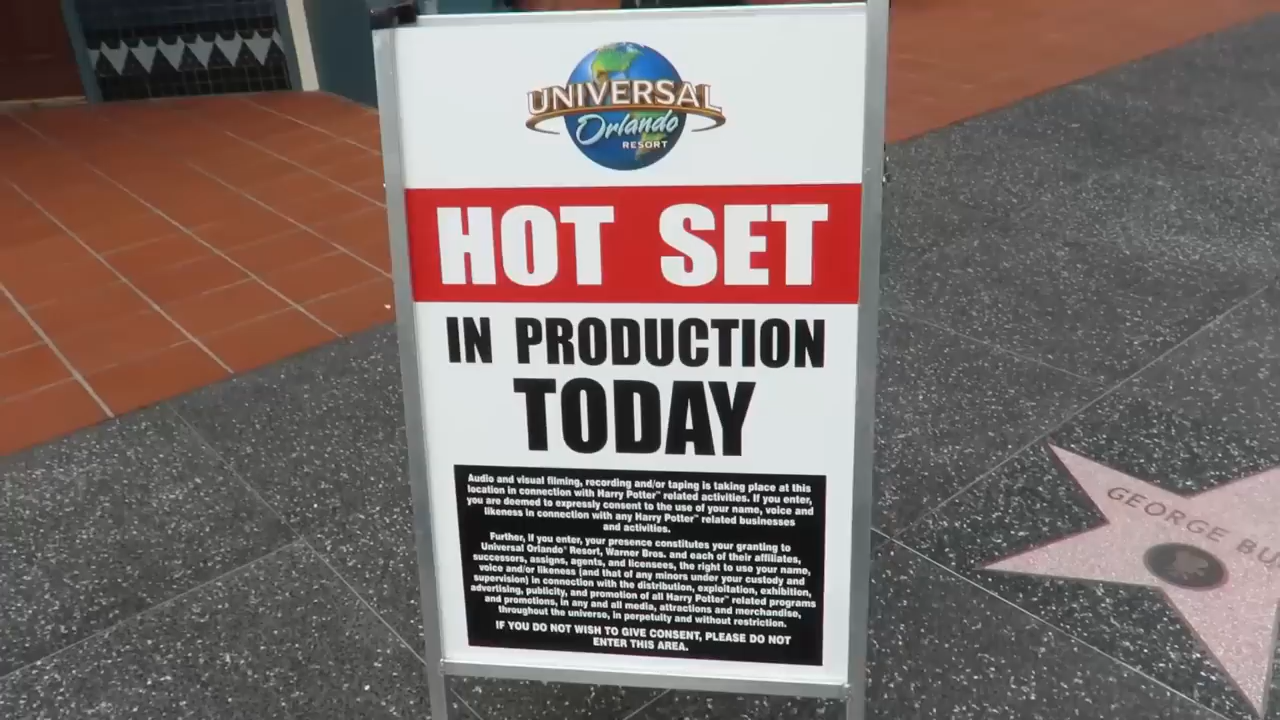 UNIVERSAL
Orlando
RESORT
HOT SET
IN PRODUCTION
TODAY
Audio and visual filming, recording and/or taping is taking place at this
location in connection with Harry Potter™ related activities. If you enter,
you are deemed to expressly consent to the use of your name, voice and
likeness in connection with any Harry Potter™ related businesses
and activities.
Further, if you enter, your presence constitutes your granting to
Universal Orlando® Resort, Warner Bros. and each of their affiliates,
successors, assigns, agents, and licensees, the right to use your name,
voice and/or likeness (and that of any minors under your custody and
supervision) in connection with the distribution, exploitation, exhibition,
advertising, publicity, and promotion of all Harry Potter™ related programs
and promotions, in any and all media, attractions and merchandise,
throughout the universe, in perpetuity and without restriction.
IF YOU DO NOT WISH TO GIVE CONSENT, PLEASE DO NOT
ENTER THIS AREA.
GEORGE BU